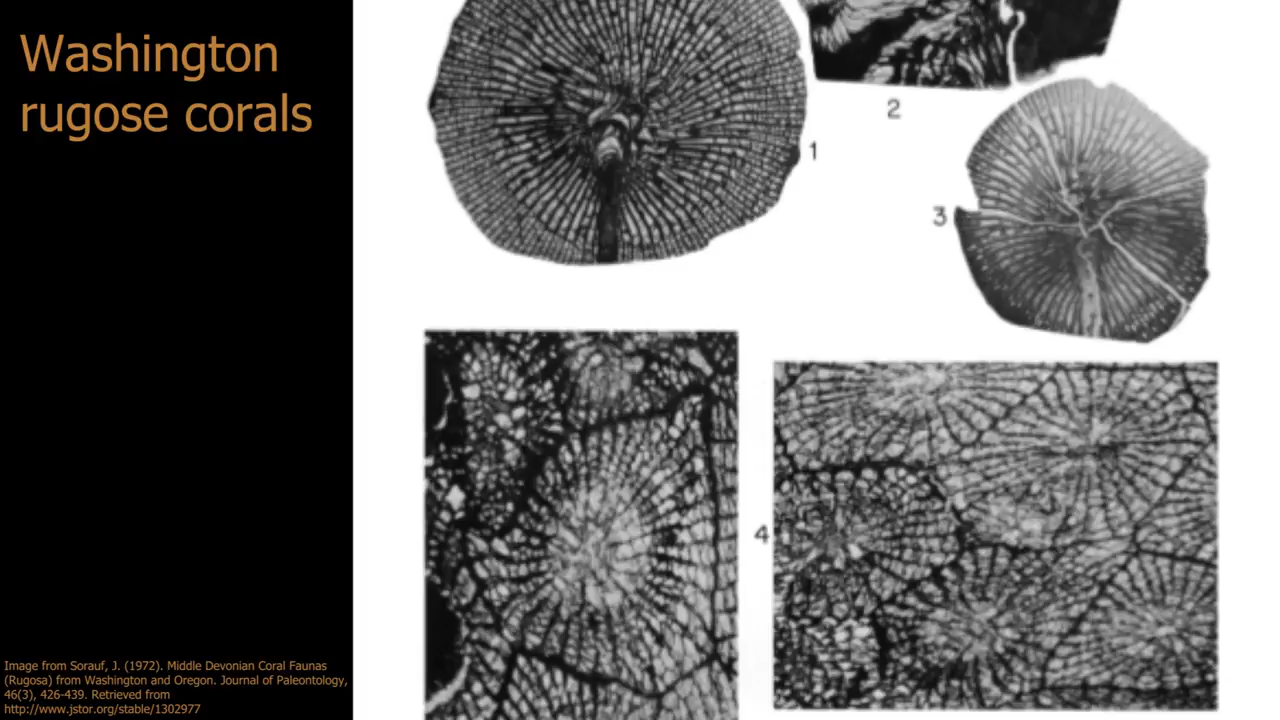 Washington
rugose corals
1
2
3
4
Image from Sorauf, J. (1972). Middle Devonian Coral Faunas
(Rugosa) from Washington and Oregon. Journal of Paleontology,
46(3), 426-439. Retrieved from
http://www.jstor.org/stable/1302977